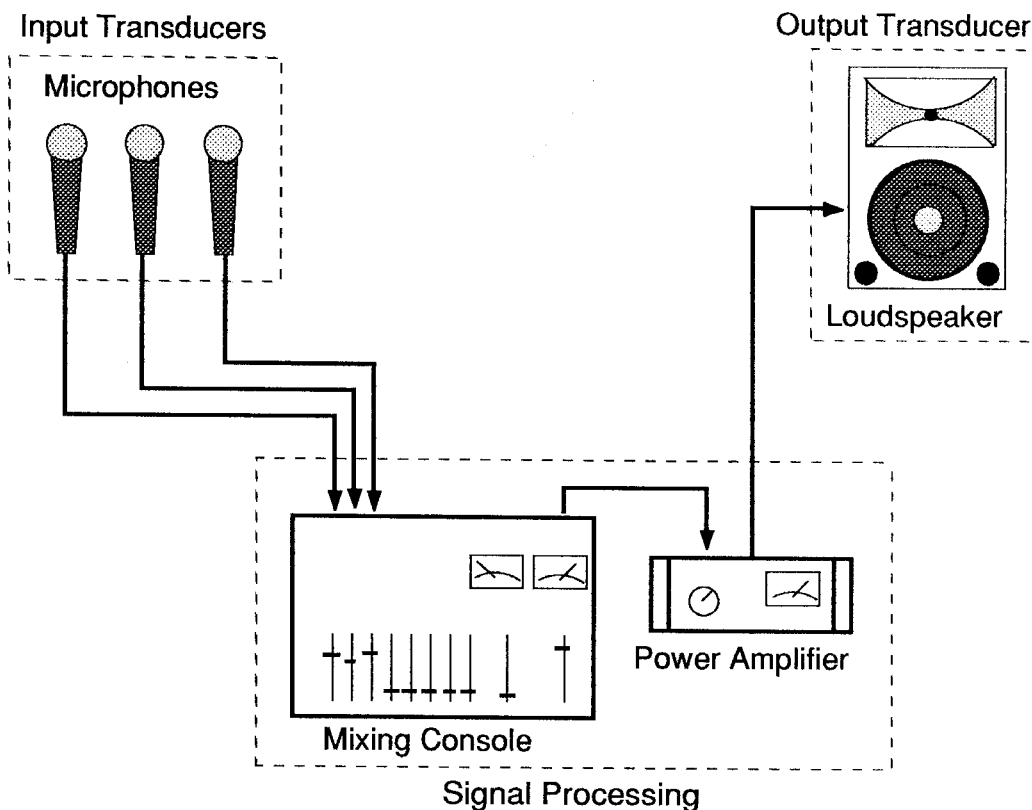 Input Transducers
Microphones
Output Transducer
Loudspeaker
Power Amplifier
Mixing Console
Signal Processing